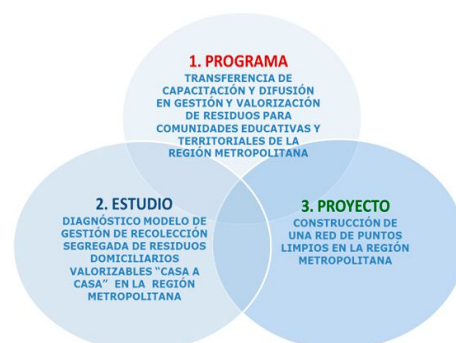 1. PROGRAMA
TRANSFERENCIA DE
CAPACITACIÓN Y DIFUSIÓN
EN GESTIÓN Y VALORIZACIÓN
DE RESIDUOS PARA
COMUNIDADES EDUCATIVAS Y
TERRITORIALES DE LA
REGIÓN METROPOLITANA
2. ESTUDIO
DIAGNÓSTICO MODELO DE
GESTIÓN DE RECOLECCIÓN
SEGREGADA DE RESIDUOS
DOMICILIARIOS
VALORIZABLES “CASA A
CASA” EN LA REGIÓN
METROPOLITANA
3. PROYECTO
CONSTRUCCIÓN DE
UNA RED DE PUNTOS
LIMPIOS EN LA REGIÓN
METROPOLITANA